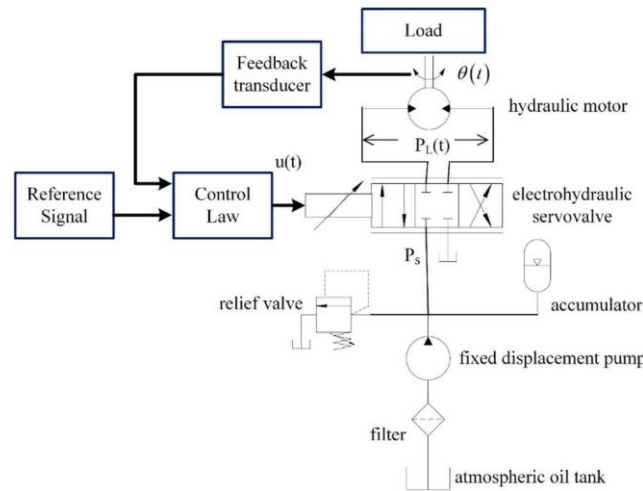 Load
Feedback
transducer
θ(t)
hydraulic motor
P_L(t)
u(t)
Reference
Signal
Control
Law
electrohydraulic
servovalve
P_s
relief valve
accumulator
fixed displacement pump
filter
atmospheric oil tank